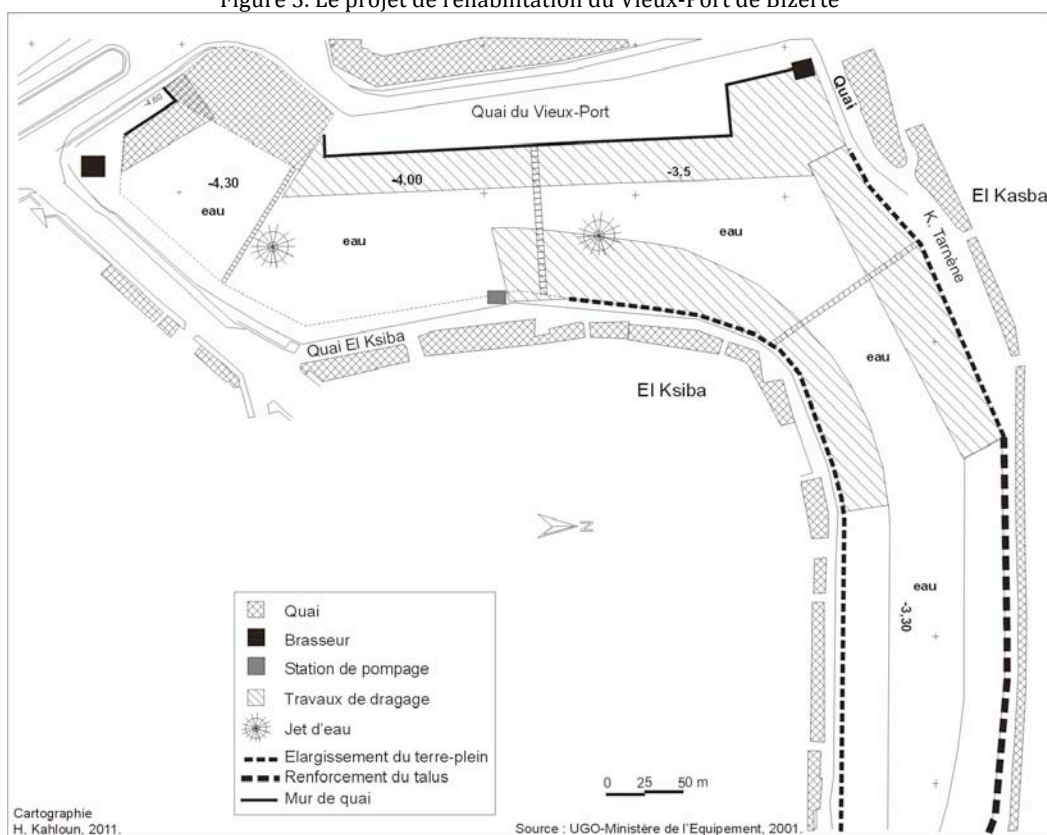 Figure 3. Le projet de réhabilitation du Vieux-Port de Bizerte
-4,60
Quai du Vieux-Port
Quai
K. Tarnène
El Kasba
-4,30
-4,00
-3,5
eau
eau
eau
eau
Quai El Ksiba
El Ksiba
N
eau
-3,30
Quai
Brasseur
Station de pompage
Travaux de dragage
Jet d'eau
Elargissement du terre-plein
Renforcement du talus
Mur de quai
0 25 50 m
Cartographie
H. Kahloun, 2011.
Source : UGO-Ministère de l'Equipement, 2001.